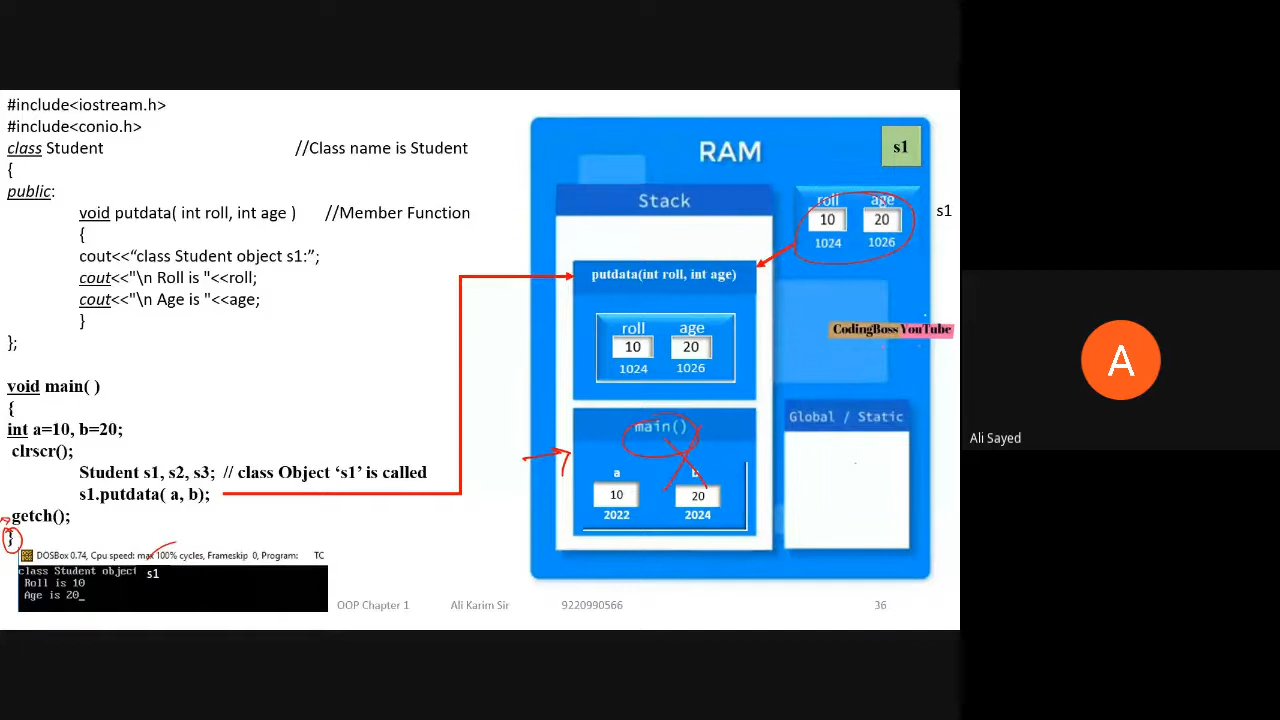 #include<iostream.h>
#include<conio.h>
class Student //Class name is Student
{
public:
void putdata( int roll, int age ) //Member Function
{
cout<<“class Student object s1:”;
cout<<"\n Roll is "<<roll;
cout<<"\n Age is "<<age;
}
};
void main( )
{
int a=10, b=20;
clrscr();
Student s1, s2, s3; // class Object ‘s1’ is called
s1.putdata( a, b);
getch();
}
DOSBox 0.74, Cpu speed: max 100% cycles, Frameskip 0, Program: TC
class Student object s1
Roll is 10
Age is 20_
RAM
s1
Stack
roll age
10 20
1024 1026
s1
putdata(int roll, int age)
roll age
10 20
1024 1026
CodingBoss YouTube
main()
a b
10 20
2022 2024
Global / Static
OOP Chapter 1 Ali Karim Sir 9220990566 36
A
Ali Sayed